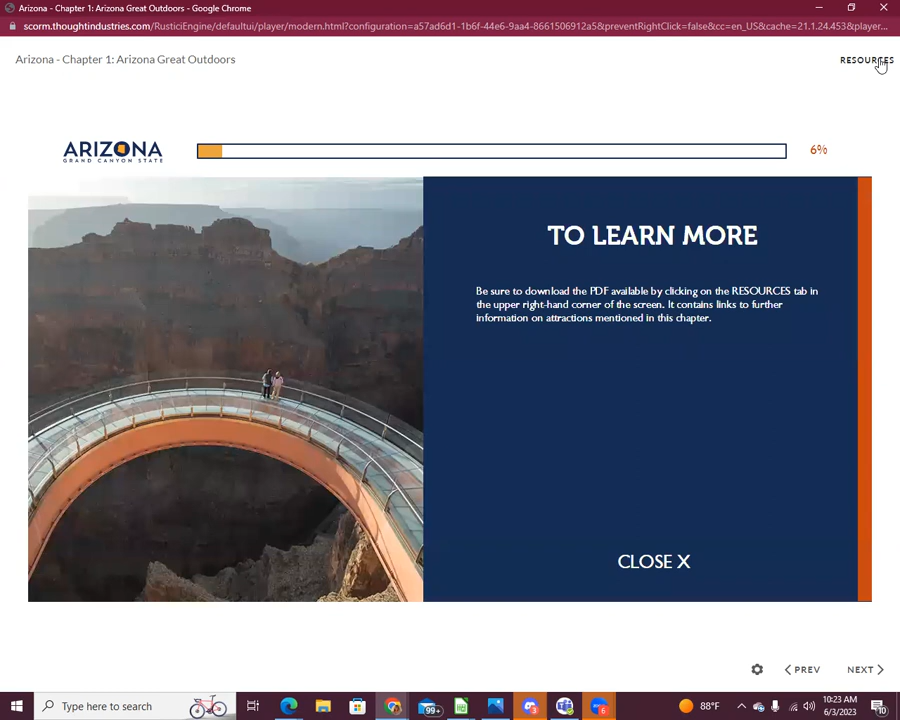 Arizona - Chapter 1: Arizona Great Outdoors - Google Chrome
scorm.thoughtindustries.com/RusticiEngine/defaultui/player/modern.html?configuration=a57ad6d1-1b6f-44e6-9aa4-8661506912a5&preventRightClick=false&cc=en_US&cache=21.1.24.453&player...
Arizona - Chapter 1: Arizona Great Outdoors
RESOURCES
ARIZONA
GRAND CANYON STATE
6%
TO LEARN MORE
Be sure to download the PDF available by clicking on the RESOURCES tab in
the upper right-hand corner of the screen. It contains links to further
information on attractions mentioned in this chapter.
CLOSE X
PREV
NEXT
Type here to search
99+
3
6
88°F
10:23 AM
6/3/2023
10